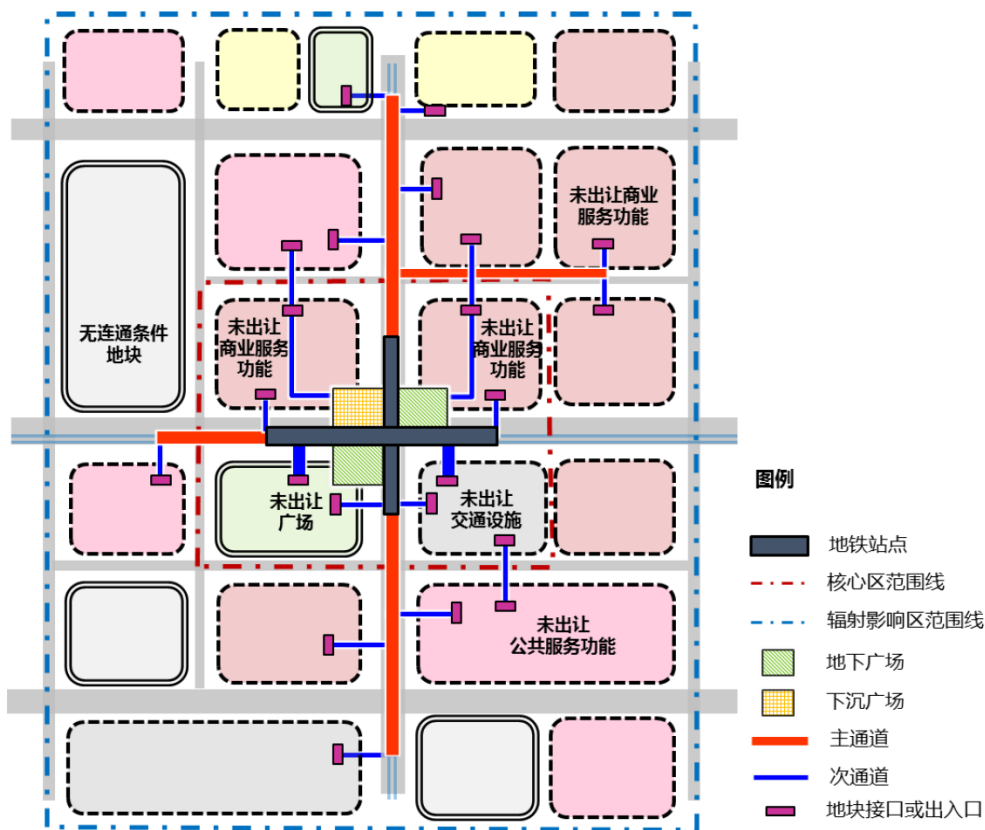 未出让商业
服务功能
无连通条件
地块
未出让
商业服务
功能
未出让
商业服务
功能
未出让
广场
未出让
交通设施
未出让
公共服务功能
图例
地铁站点
核心区范围线
辐射影响区范围线
地下广场
下沉广场
主通道
次通道
地块接口或出入口